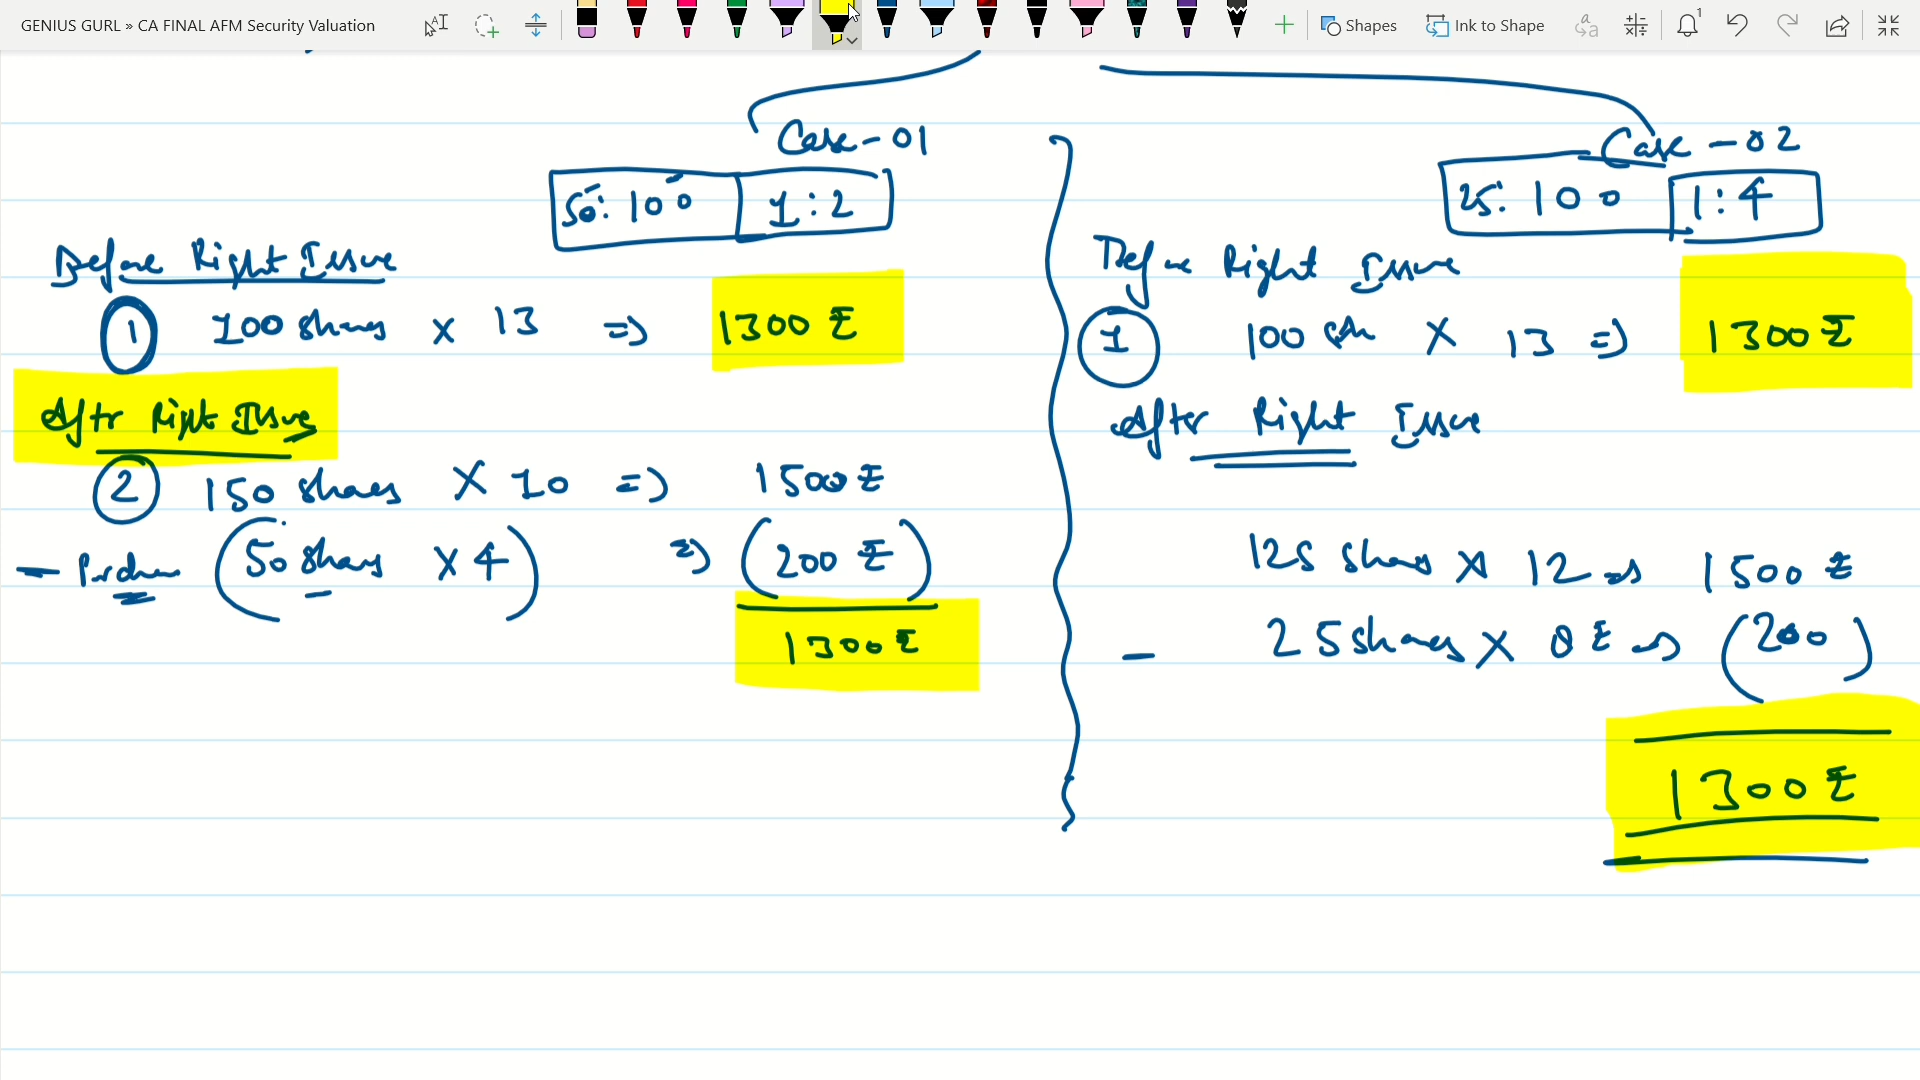 GENIUS GURL » CA FINAL AFM Security Valuation
Shapes
Ink to Shape
1
Case - 01
50: 100 1:2
Before Right Issue
1 100 shares x 13 => 1300 ₹
After Right Issue
2 150 shares X 10 => 1500 ₹
- Purchase (50 shares x 4) => (200 ₹)
1300 ₹
Case - 02
25: 100 1:4
Before Right Issue
1 100 sh X 13 => 1300 ₹
After Right Issue
125 shares X 12 => 1500 ₹
- 25 shares X 8 ₹ => (200)
1300 ₹